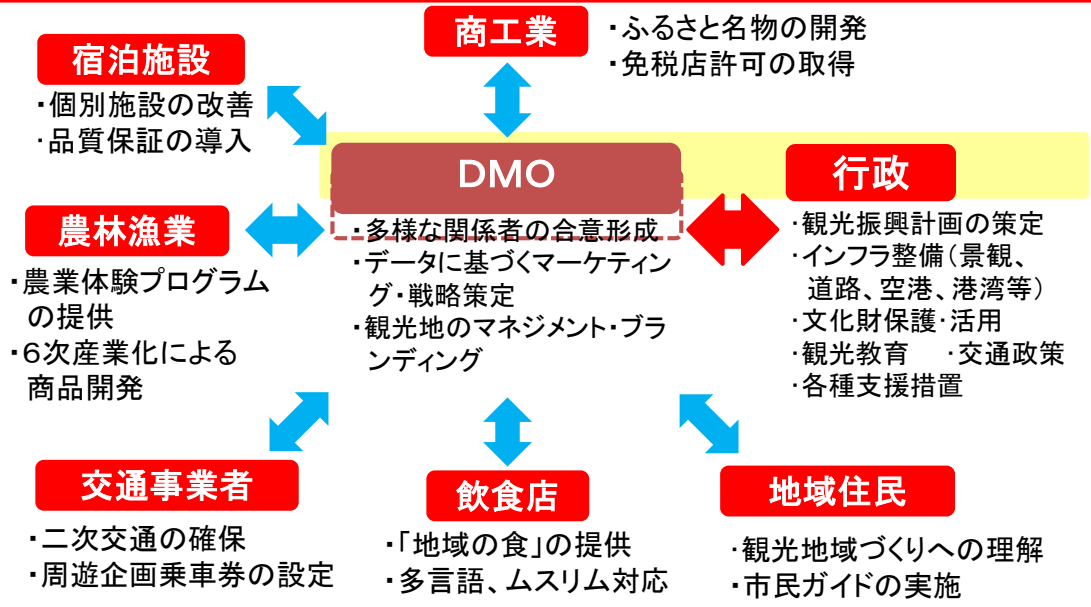 商工業
・ふるさと名物の開発
・免税店許可の取得
宿泊施設
・個別施設の改善
・品質保証の導入
DMO
・多様な関係者の合意形成
・データに基づくマーケティン
グ・戦略策定
・観光地のマネジメント・ブラ
ンディング
行政
・観光振興計画の策定
・インフラ整備(景観、
道路、空港、港湾等)
・文化財保護・活用
・観光教育 ・交通政策
・各種支援措置
農林漁業
・農業体験プログラム
の提供
・６次産業化による
商品開発
交通事業者
・二次交通の確保
・周遊企画乗車券の設定
飲食店
・「地域の食」の提供
・多言語、ムスリム対応
地域住民
・観光地域づくりへの理解
・市民ガイドの実施